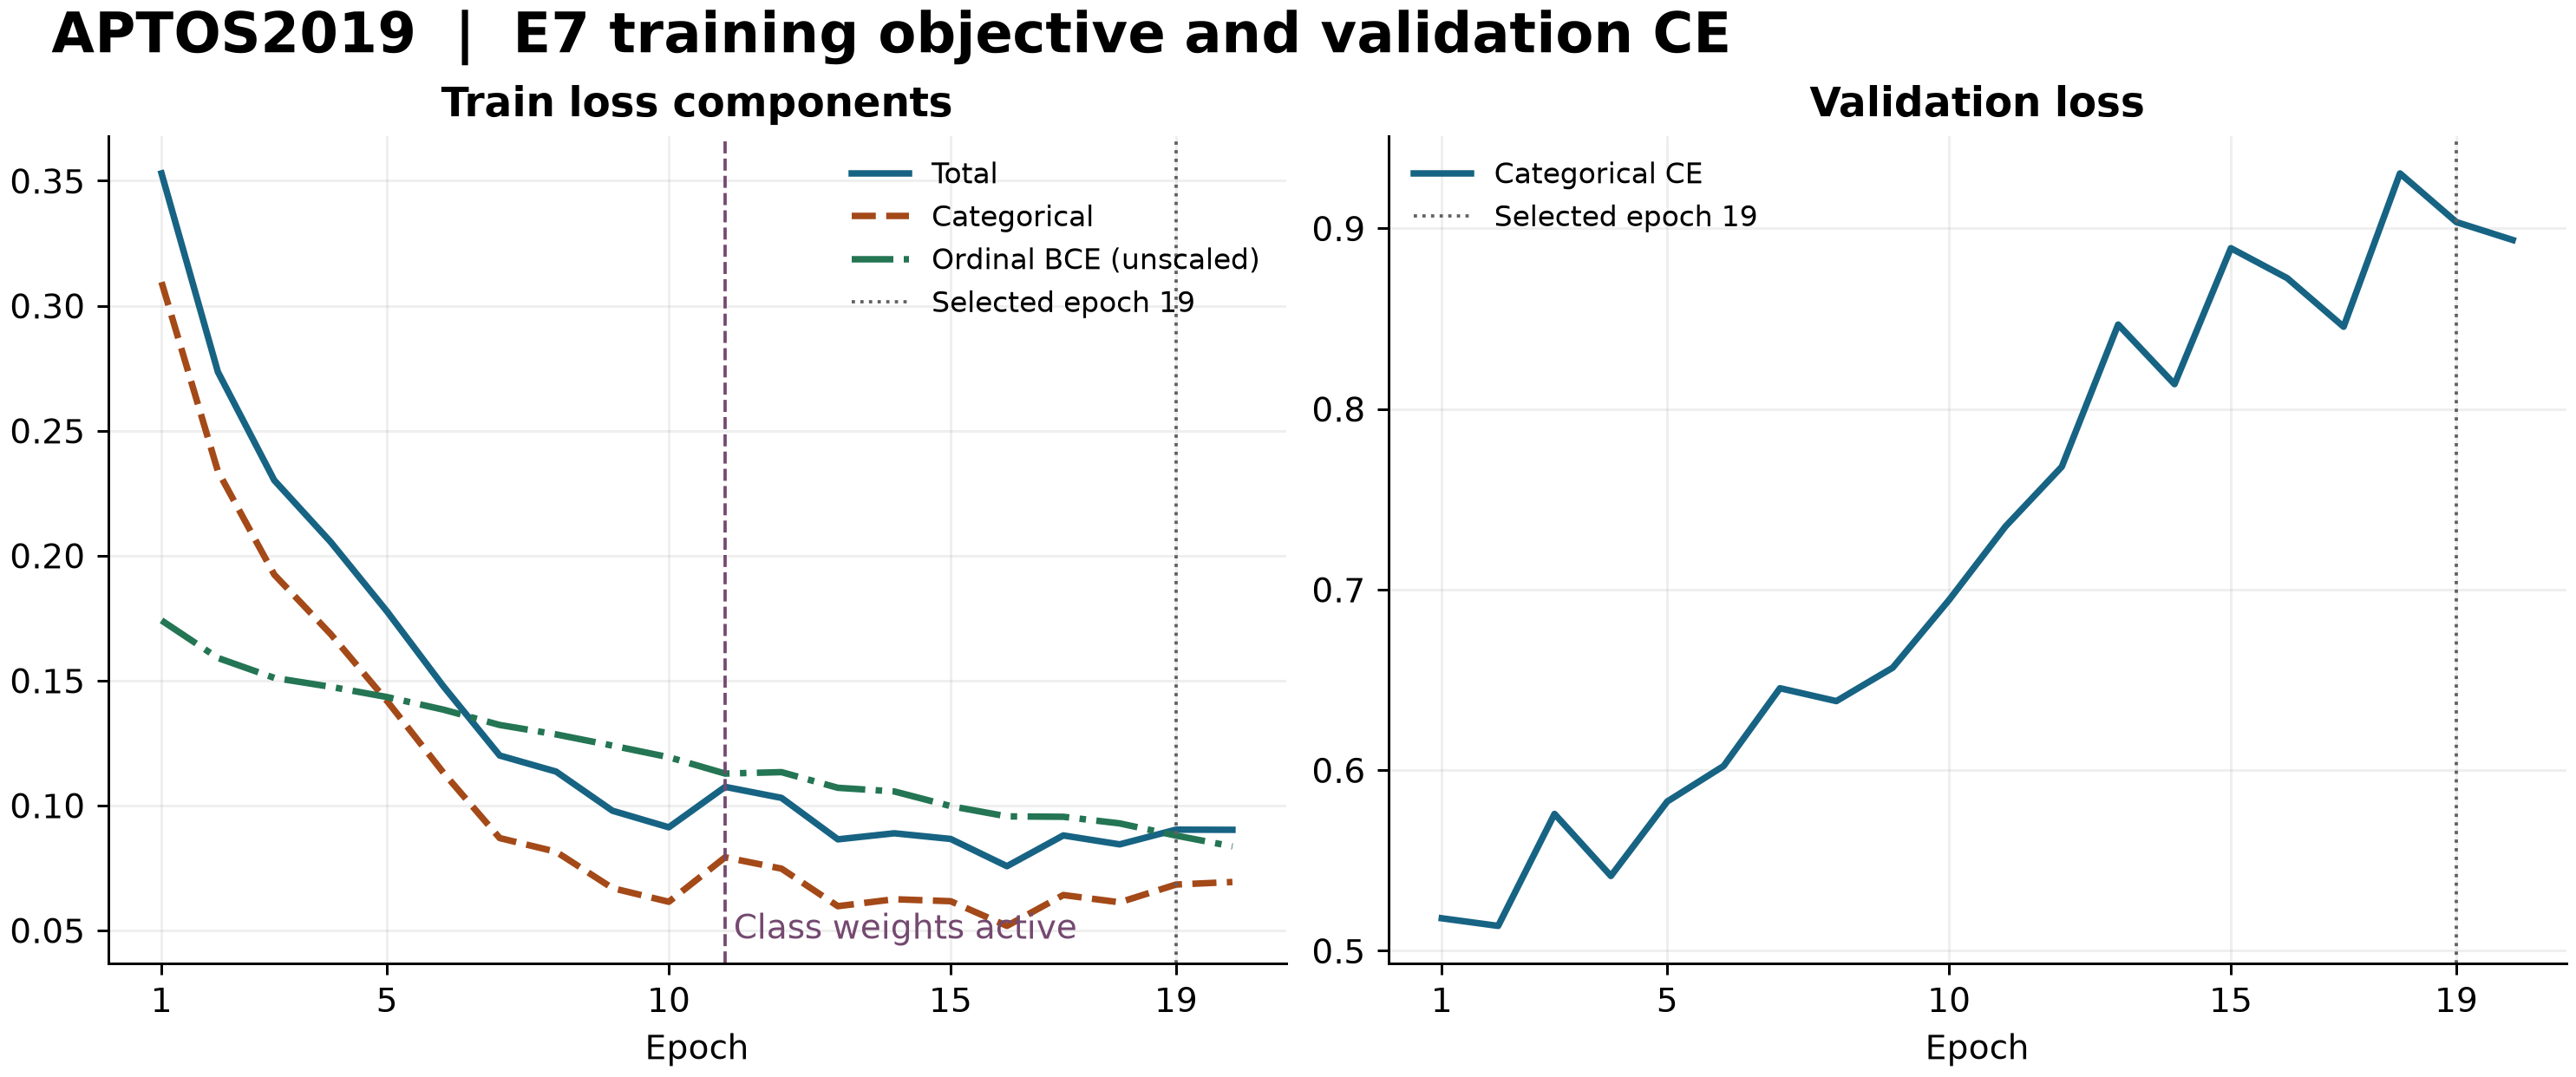 APTOS2019 | E7 training objective and validation CE
Train loss components
0.35
0.30
0.25
0.20
0.15
0.10
0.05
Total
Categorical
Ordinal BCE (unscaled)
Selected epoch 19
Class weights active
1 5 10 15 19
Epoch
Validation loss
0.9
0.8
0.7
0.6
0.5
Categorical CE
Selected epoch 19
1 5 10 15 19
Epoch